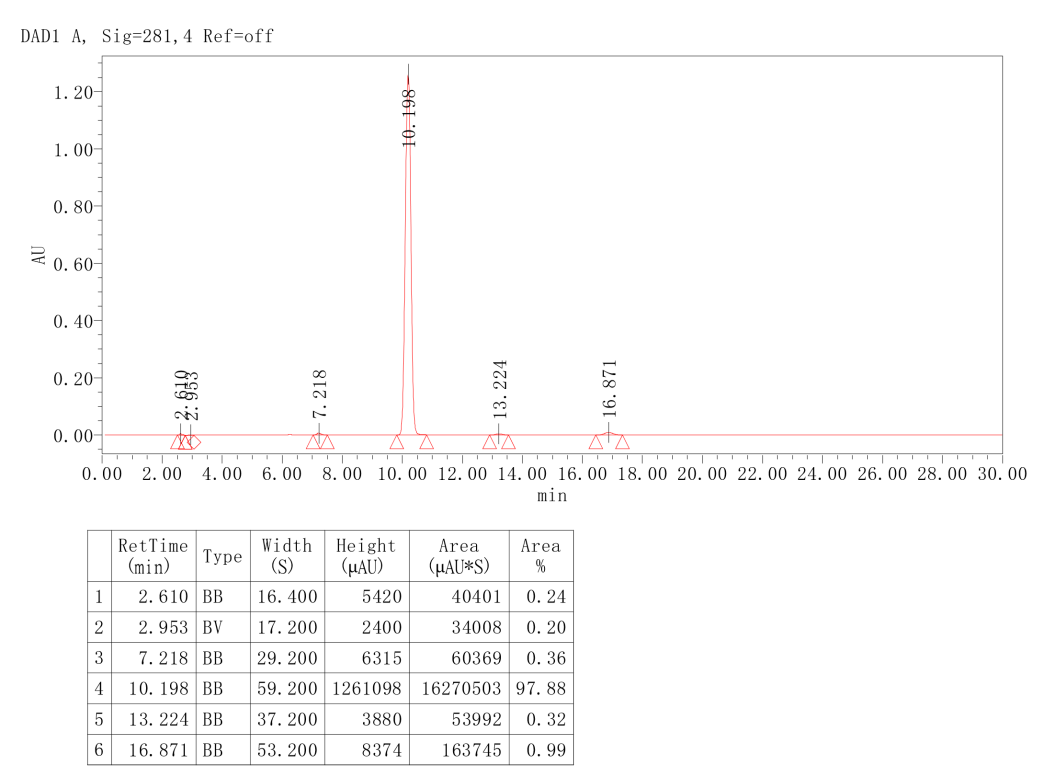 DAD1 A, Sig=281,4 Ref=off
1.20
1.00
0.80
0.60
0.40
0.20
0.00
AU
2.610
2.953
7.218
10.198
13.224
16.871
0.00 2.00 4.00 6.00 8.00 10.00 12.00 14.00 16.00 18.00 20.00 22.00 24.00 26.00 28.00 30.00
min
RetTime (min) Type Width (S) Height (μAU) Area (μAU*S) Area %
1 2.610 BB 16.400 5420 40401 0.24
2 2.953 BV 17.200 2400 34008 0.20
3 7.218 BB 29.200 6315 60369 0.36
4 10.198 BB 59.200 1261098 16270503 97.88
5 13.224 BB 37.200 3880 53992 0.32
6 16.871 BB 53.200 8374 163745 0.99